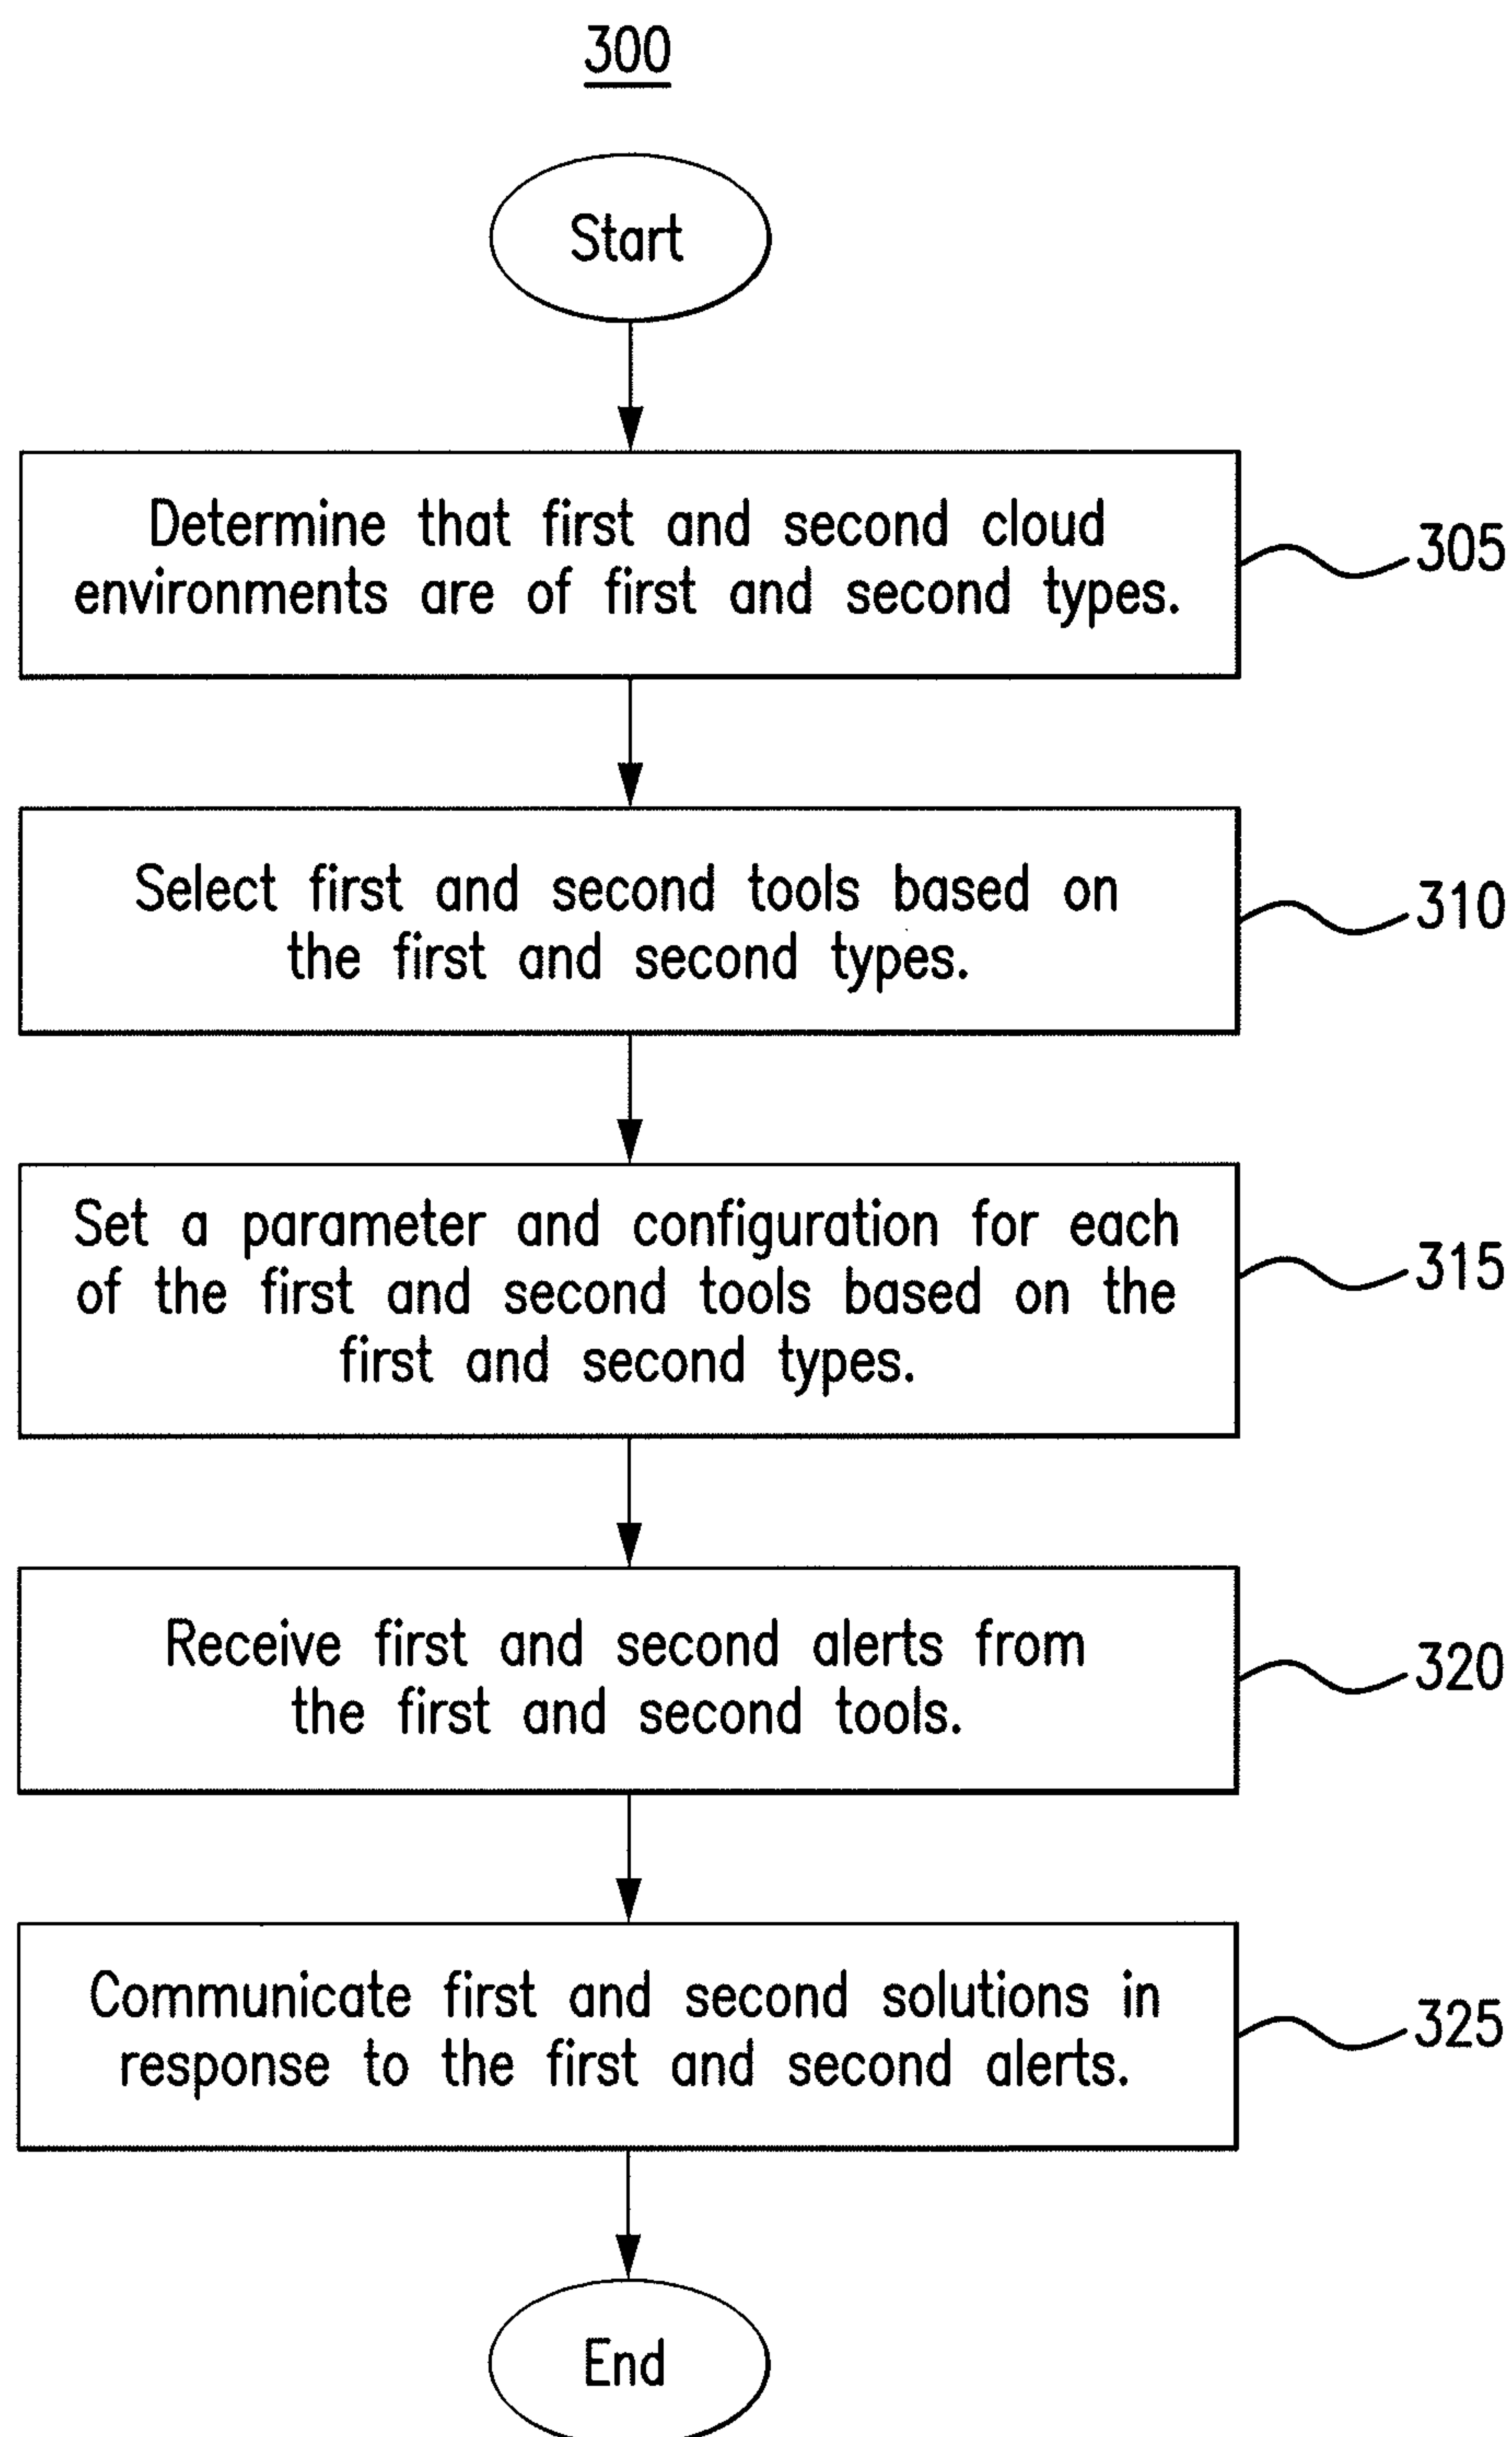 300
Start
Determine that first and second cloud
environments are of first and second types.
305
Select first and second tools based on
the first and second types.
310
Set a parameter and configuration for each
of the first and second tools based on the
first and second types.
315
Receive first and second alerts from
the first and second tools.
320
Communicate first and second solutions in
response to the first and second alerts.
325
End